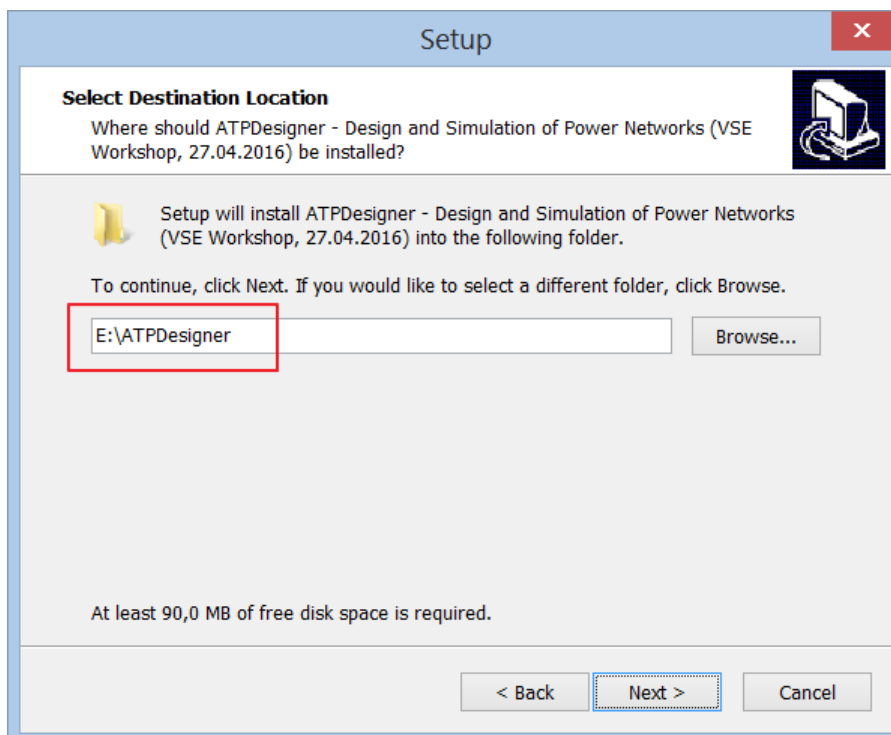 Setup
Select Destination Location
Where should ATPDesigner - Design and Simulation of Power Networks (VSE
Workshop, 27.04.2016) be installed?
Setup will install ATPDesigner - Design and Simulation of Power Networks
(VSE Workshop, 27.04.2016) into the following folder.
To continue, click Next. If you would like to select a different folder, click Browse.
E:\ATPDesigner
Browse...
At least 90,0 MB of free disk space is required.
< Back
Next >
Cancel